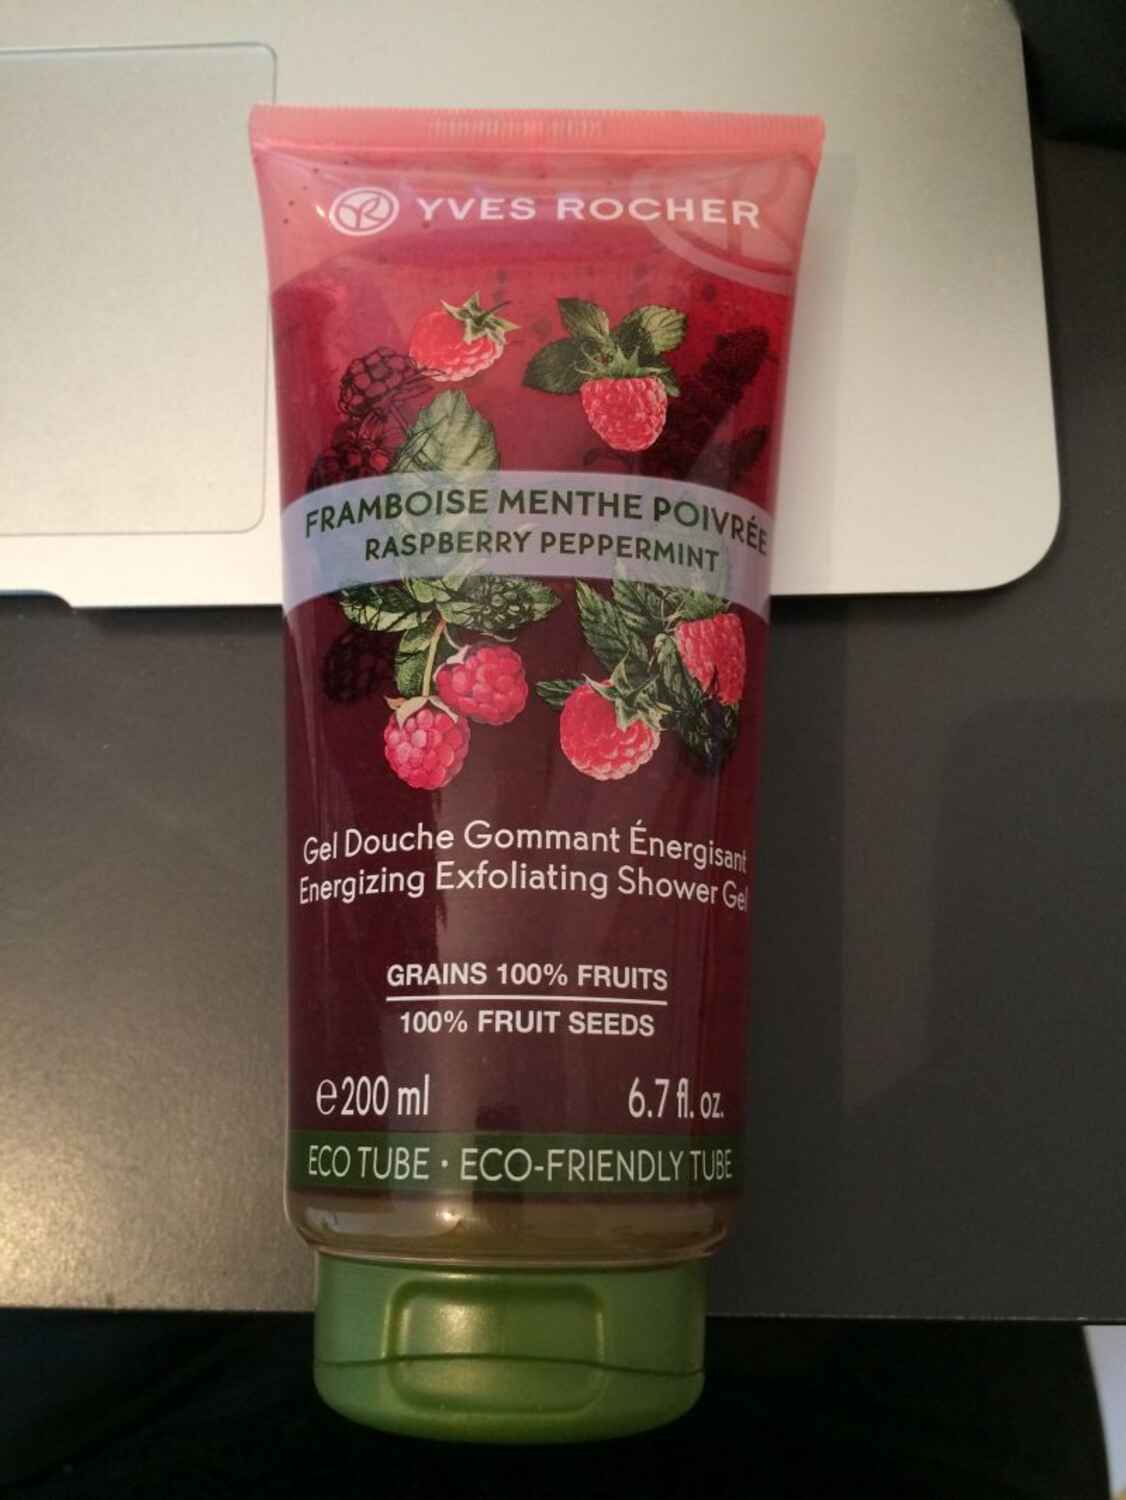 YVES ROCHER
FRAMBOISE MENTHE POIVRÉE
RASPBERRY PEPPERMINT
Gel Douche Gommant Énergisant
Energizing Exfoliating Shower Gel
GRAINS 100% FRUITS
100% FRUIT SEEDS
℮200 ml 6.7 fl. oz.
ECO TUBE • ECO-FRIENDLY TUBE